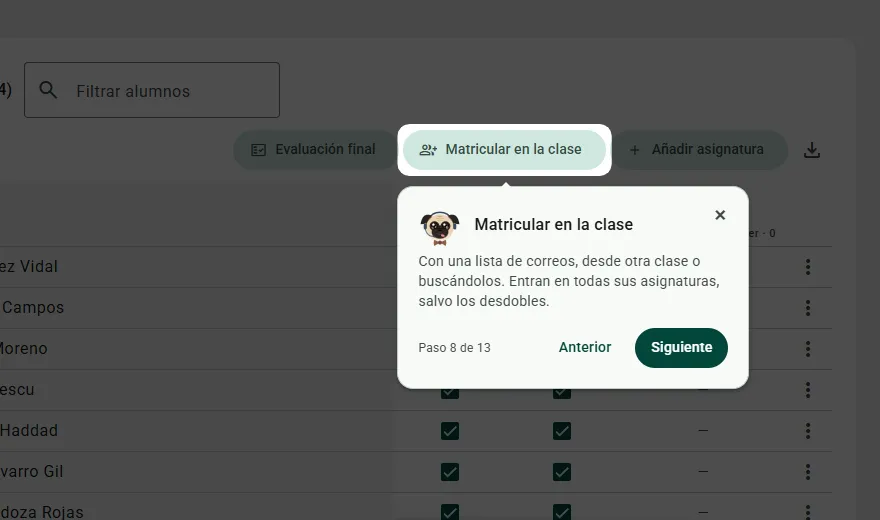 4)
Filtrar alumnos
Evaluación final
Matricular en la clase
+ Añadir asignatura
Matricular en la clase
er · 0
Con una lista de correos, desde otra clase o
buscándolos. Entran en todas sus asignaturas,
salvo los desdobles.
Paso 8 de 13
Anterior
Siguiente
ez Vidal
Campos
Moreno
escu
Haddad
varro Gil
doza Rojas